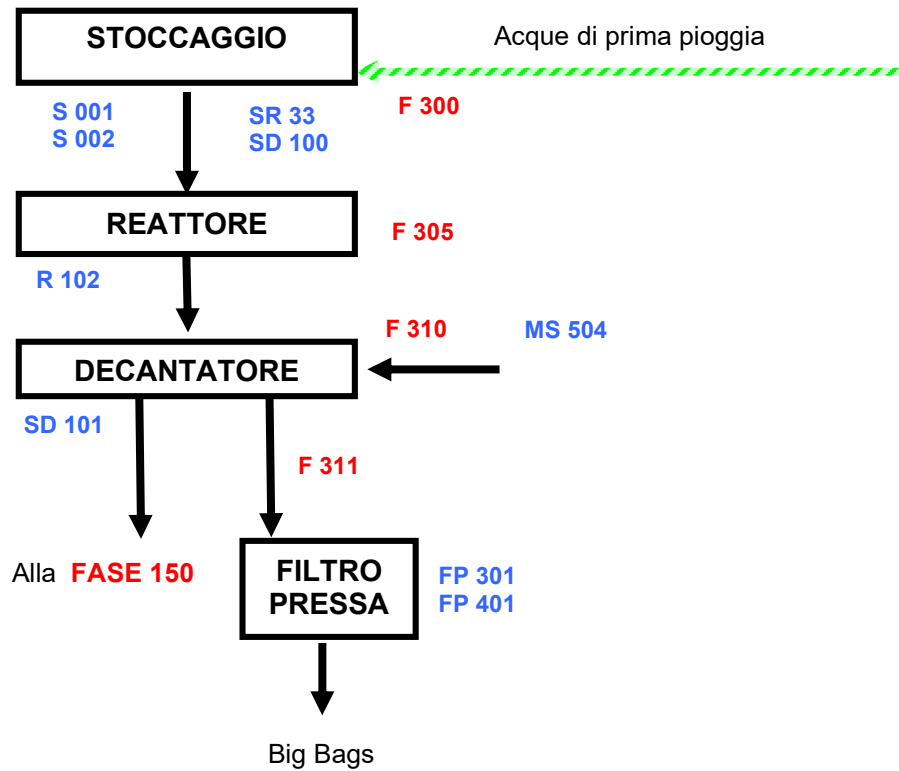 STOCCAGGIO
Acque di prima pioggia
S 001
S 002
SR 33
SD 100
F 300
REATTORE
F 305
R 102
F 310
MS 504
DECANTATORE
SD 101
F 311
Alla FASE 150
FILTRO
PRESSA
FP 301
FP 401
Big Bags